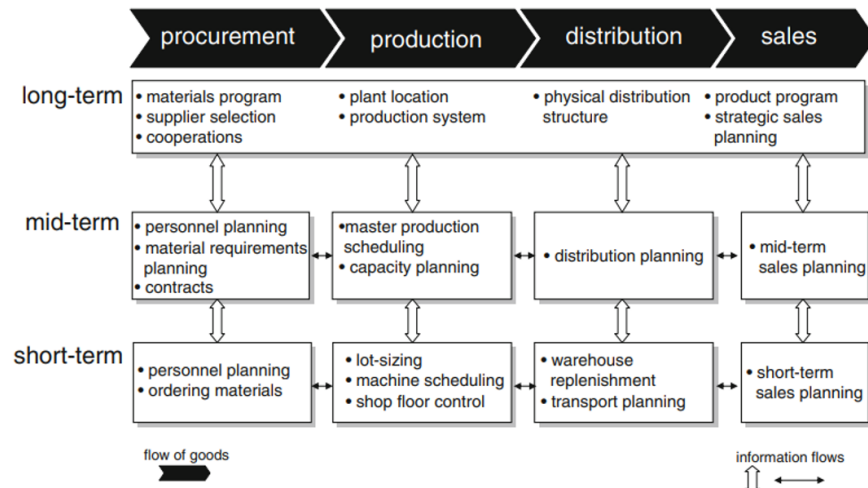 procurement
production
distribution
sales
long-term
• materials program
• supplier selection
• cooperations
• plant location
• production system
• physical distribution
structure
• product program
• strategic sales
planning
mid-term
• personnel planning
• material requirements
planning
• contracts
•master production
scheduling
• capacity planning
• distribution planning
• mid-term
sales planning
short-term
• personnel planning
• ordering materials
• lot-sizing
• machine scheduling
• shop floor control
• warehouse
replenishment
• transport planning
• short-term
sales planning
flow of goods
information flows